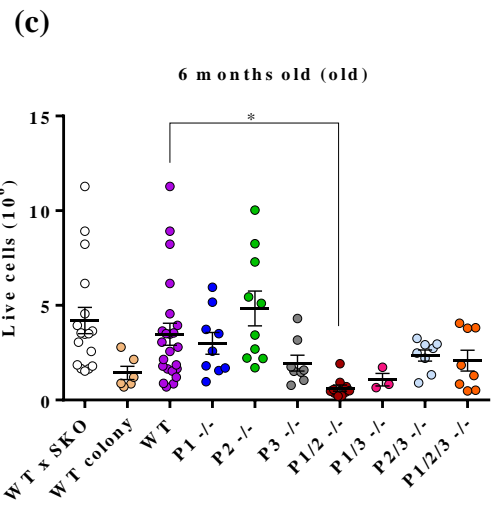 (c)
6 months old (old)
*
15
10
5
0
Live cells (10⁶)
WT x SKO
WT colony
WT
P1 -/-
P2 -/-
P3 -/-
P1/2 -/-
P1/3 -/-
P2/3 -/-
P1/2/3 -/-